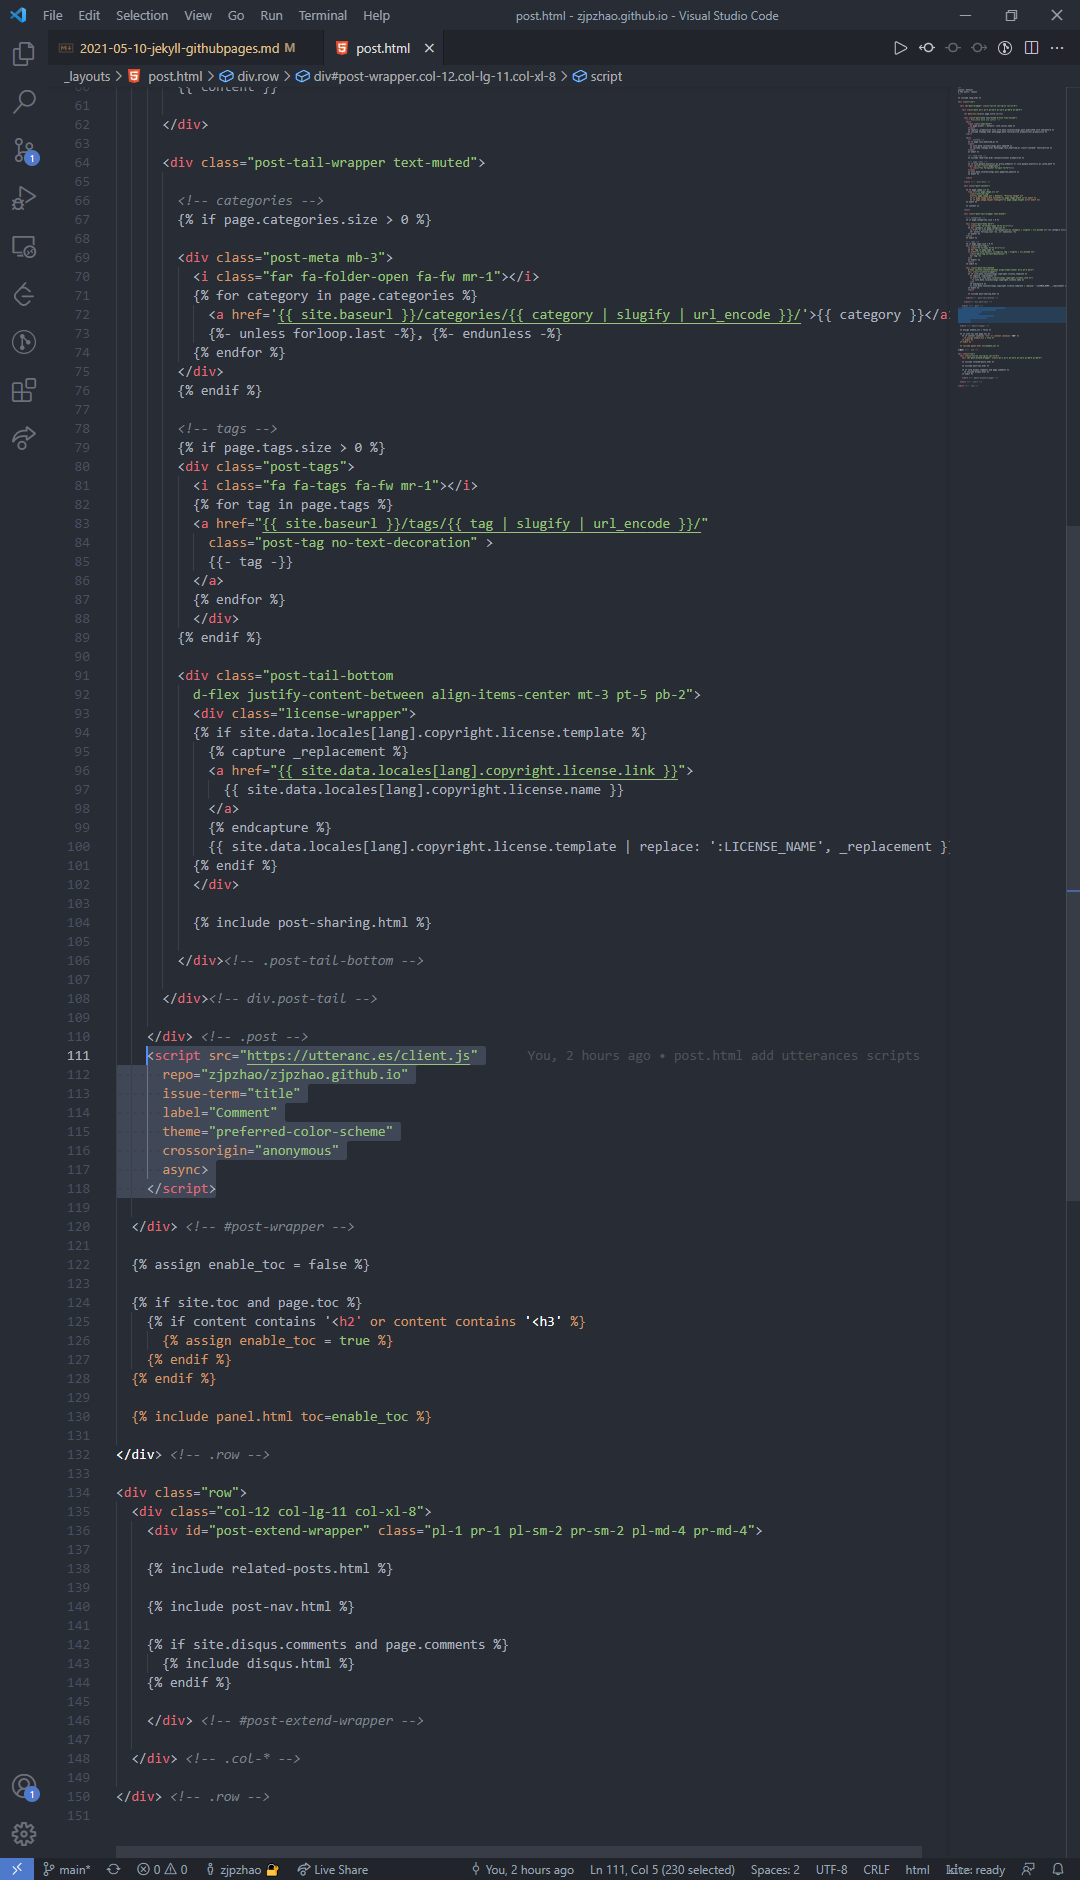 File Edit Selection View Go Run Terminal Help post.html - zjpzhao.github.io - Visual Studio Code
2021-05-10-jekyll-githubpages.md M post.html
_layouts > post.html > div.row > div#post-wrapper.col-12.col-lg-11.col-xl-8 > script
60 {{ content }}
61
62 </div>
63
64 <div class="post-tail-wrapper text-muted">
65
66 <!-- categories -->
67 {% if page.categories.size > 0 %}
68
69 <div class="post-meta mb-3">
70 <i class="far fa-folder-open fa-fw mr-1"></i>
71 {% for category in page.categories %}
72 <a href='{{ site.baseurl }}/categories/{{ category | slugify | url_encode }}/'>{{ category }}</a
73 {%- unless forloop.last -%}, {%- endunless -%}
74 {% endfor %}
75 </div>
76 {% endif %}
77
78 <!-- tags -->
79 {% if page.tags.size > 0 %}
80 <div class="post-tags">
81 <i class="fa fa-tags fa-fw mr-1"></i>
82 {% for tag in page.tags %}
83 <a href="{{ site.baseurl }}/tags/{{ tag | slugify | url_encode }}/"
84 class="post-tag no-text-decoration" >
85 {{- tag -}}
86 </a>
87 {% endfor %}
88 </div>
89 {% endif %}
90
91 <div class="post-tail-bottom
92 d-flex justify-content-between align-items-center mt-3 pt-5 pb-2">
93 <div class="license-wrapper">
94 {% if site.data.locales[lang].copyright.license.template %}
95 {% capture _replacement %}
96 <a href="{{ site.data.locales[lang].copyright.license.link }}">
97 {{ site.data.locales[lang].copyright.license.name }}
98 </a>
99 {% endcapture %}
100 {{ site.data.locales[lang].copyright.license.template | replace: ':LICENSE_NAME', _replacement }
101 {% endif %}
102 </div>
103
104 {% include post-sharing.html %}
105
106 </div><!-- .post-tail-bottom -->
107
108 </div><!-- div.post-tail -->
109
110 </div> <!-- .post -->
111 <script src="https://utteranc.es/client.js" You, 2 hours ago • post.html add utterances scripts
112 repo="zjpzhao/zjpzhao.github.io"
113 issue-term="title"
114 label="Comment"
115 theme="preferred-color-scheme"
116 crossorigin="anonymous"
117 async>
118 </script>
119
120 </div> <!-- #post-wrapper -->
121
122 {% assign enable_toc = false %}
123
124 {% if site.toc and page.toc %}
125 {% if content contains '<h2' or content contains '<h3' %}
126 {% assign enable_toc = true %}
127 {% endif %}
128 {% endif %}
129
130 {% include panel.html toc=enable_toc %}
131
132 </div> <!-- .row -->
133
134 <div class="row">
135 <div class="col-12 col-lg-11 col-xl-8">
136 <div id="post-extend-wrapper" class="pl-1 pr-1 pl-sm-2 pr-sm-2 pl-md-4 pr-md-4">
137
138 {% include related-posts.html %}
139
140 {% include post-nav.html %}
141
142 {% if site.disqus.comments and page.comments %}
143 {% include disqus.html %}
144 {% endif %}
145
146 </div> <!-- #post-extend-wrapper -->
147
148 </div> <!-- .col-* -->
149
150 </div> <!-- .row -->
151
1
1
main* 0 0 zjpzhao Live Share You, 2 hours ago Ln 111, Col 5 (230 selected) Spaces: 2 UTF-8 CRLF html kite: ready